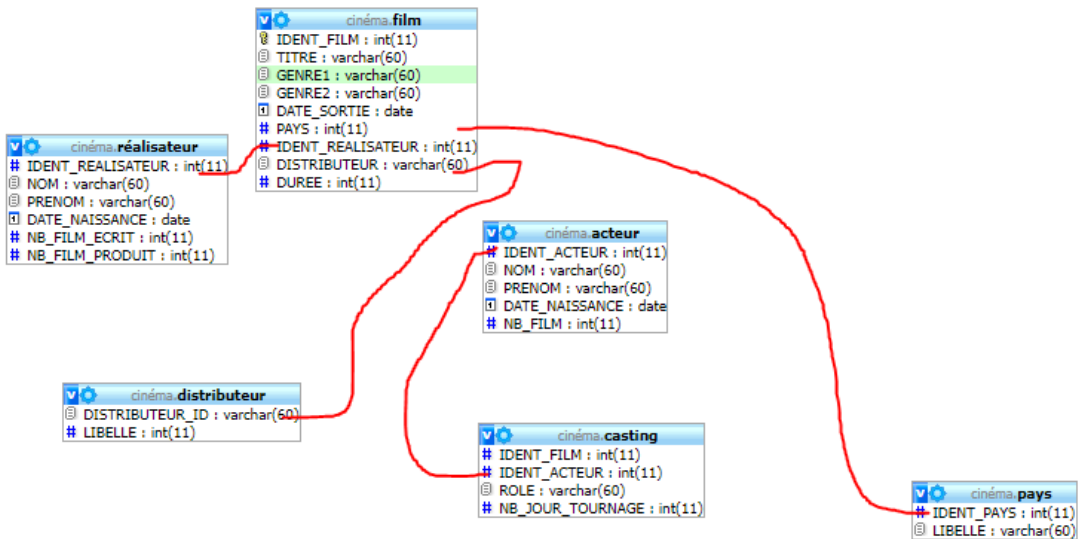 cinéma.film
IDENT_FILM : int(11)
TITRE : varchar(60)
GENRE1 : varchar(60)
GENRE2 : varchar(60)
DATE_SORTIE : date
PAYS : int(11)
IDENT_REALISATEUR : int(11)
DISTRIBUTEUR : varchar(60)
DUREE : int(11)
cinéma.réalisateur
IDENT_REALISATEUR : int(11)
NOM : varchar(60)
PRENOM : varchar(60)
DATE_NAISSANCE : date
NB_FILM_ECRIT : int(11)
NB_FILM_PRODUIT : int(11)
cinéma.acteur
IDENT_ACTEUR : int(11)
NOM : varchar(60)
PRENOM : varchar(60)
DATE_NAISSANCE : date
NB_FILM : int(11)
cinéma.distributeur
DISTRIBUTEUR_ID : varchar(60)
LIBELLE : int(11)
cinéma.casting
IDENT_FILM : int(11)
IDENT_ACTEUR : int(11)
ROLE : varchar(60)
NB_JOUR_TOURNAGE : int(11)
cinéma.pays
IDENT_PAYS : int(11)
LIBELLE : varchar(60)